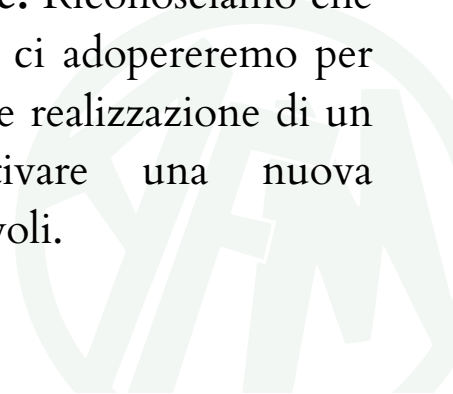 e. Riconosciamo che
ci adopereremo per
e realizzazione di un
tivare una nuova
voli.